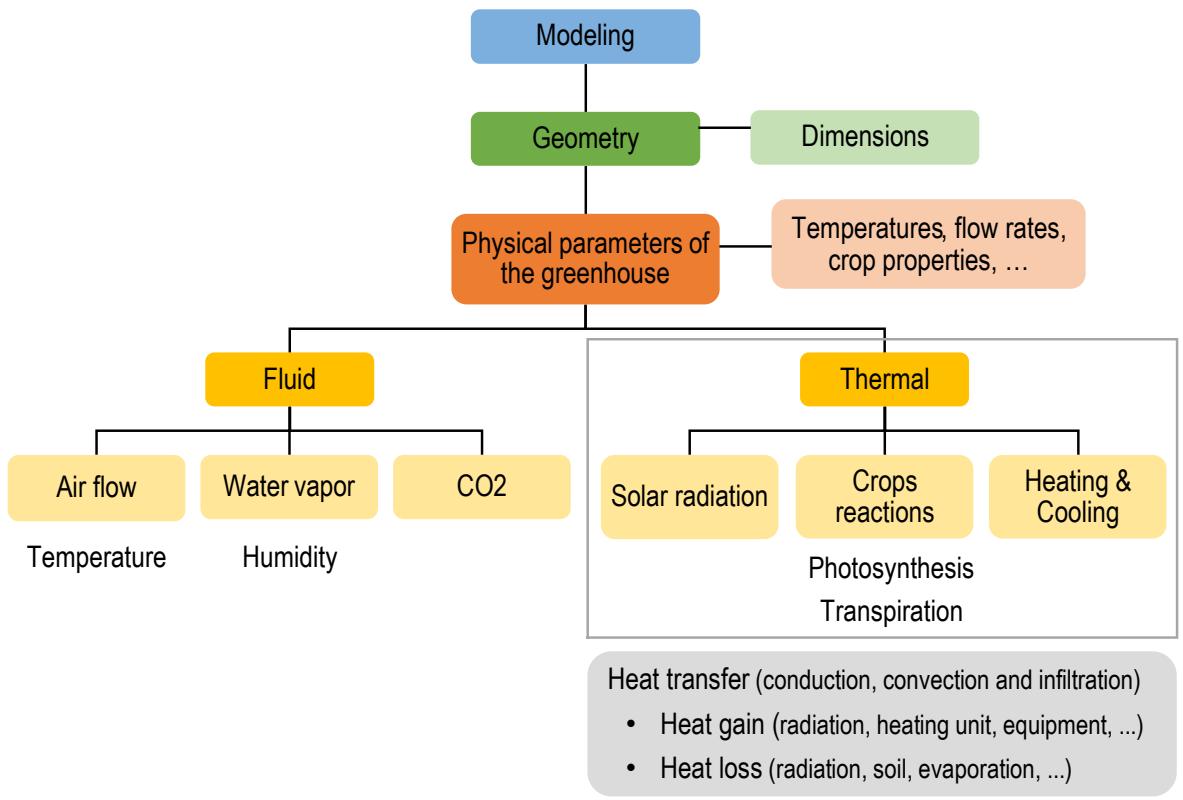 Modeling
Geometry
Dimensions
Physical parameters of
the greenhouse
Temperatures, flow rates,
crop properties, …
Fluid
Thermal
Air flow
Water vapor
CO2
Solar radiation
Crops
reactions
Heating &
Cooling
Temperature
Humidity
Photosynthesis
Transpiration
Heat transfer (conduction, convection and infiltration)
• Heat gain (radiation, heating unit, equipment, ...)
• Heat loss (radiation, soil, evaporation, ...)